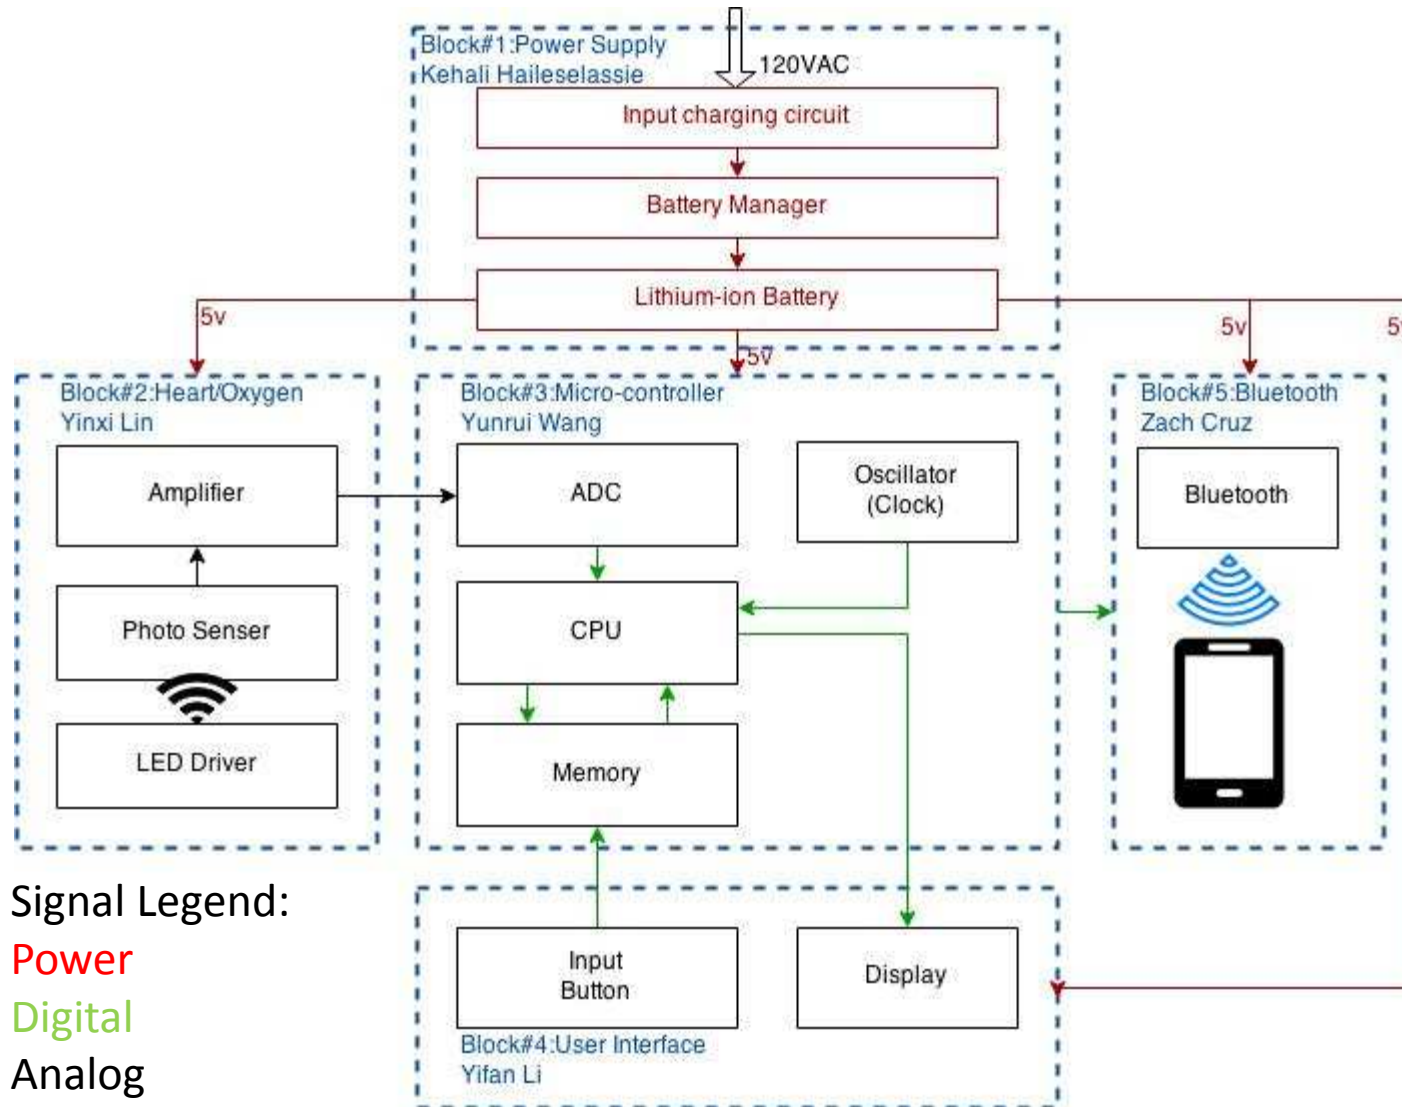 Block#1:Power Supply
Kehali Haileselassie
120VAC
Input charging circuit
Battery Manager
Lithium-ion Battery
5v
5v
5v
5v
Block#2:Heart/Oxygen
Yinxi Lin
Amplifier
Photo Senser
LED Driver
Block#3:Micro-controller
Yunrui Wang
ADC
Oscillator
(Clock)
CPU
Memory
Block#5:Bluetooth
Zach Cruz
Bluetooth
Input
Button
Display
Block#4:User Interface
Yifan Li
Signal Legend:
Power
Digital
Analog